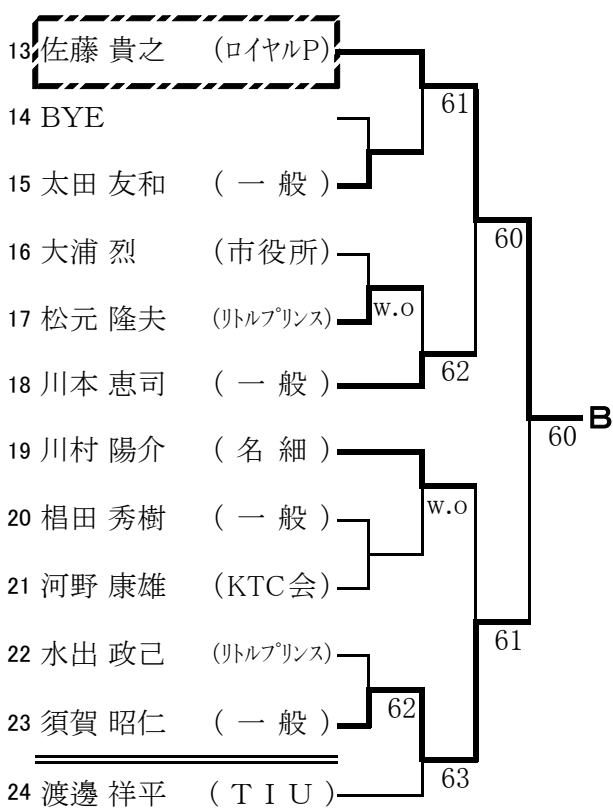 13 佐藤 貴之 (ロイヤルP)
61
14 BYE
15 太田 友和 (一般)
16 大浦 烈 (市役所)
60
17 松元 隆夫 (リトルプリンス)
w.o
62
18 川本 恵司 (一般)
B
60
19 川村 陽介 (名細)
w.o
20 椙田 秀樹 (一般)
21 河野 康雄 (KTC会)
61
22 水出 政己 (リトルプリンス)
62
23 須賀 昭仁 (一般)
63
24 渡邊 祥平 (TIU)